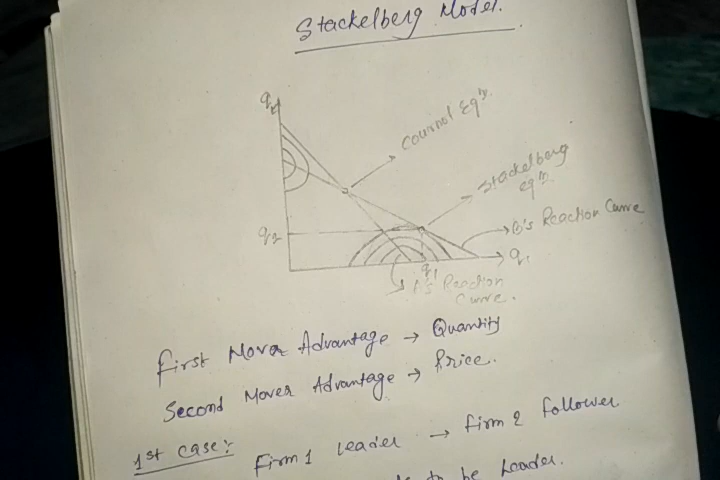 Stackelberg Model.
q2
Cournot Eqm.
Stackelberg
eqm.
B's Reaction Curve
q2
q1
q1
1's Reaction
Curve.
First Mover Advantage → Quantity
Second Mover Advantage → Price.
1st case:
Firm 1 leader → firm 2 follower
to be Leader.